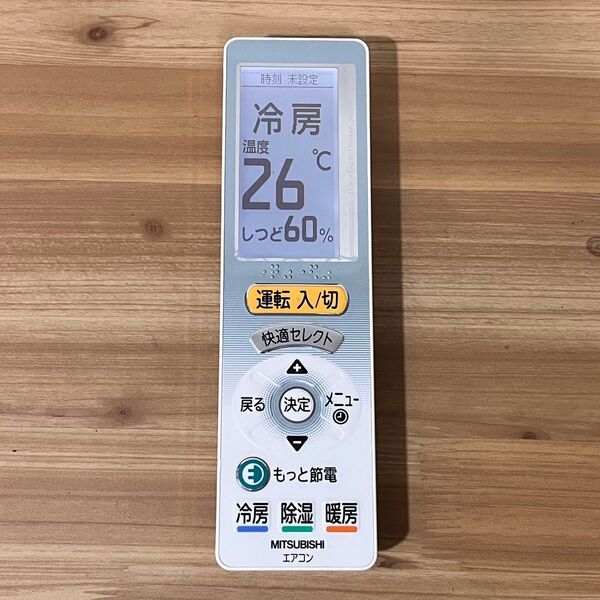 時刻 未設定
冷房
温度
26℃
しつど60%
運転 入/切
快適セレクト
+
戻る 決定 メニュー
-
E もっと節電
冷房 除湿 暖房
MITSUBISHI
エアコン